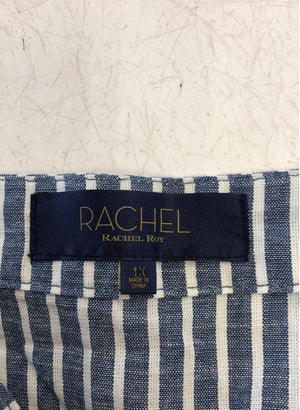 RACHEL
RACHEL ROY
1X
MADE IN
CHINA